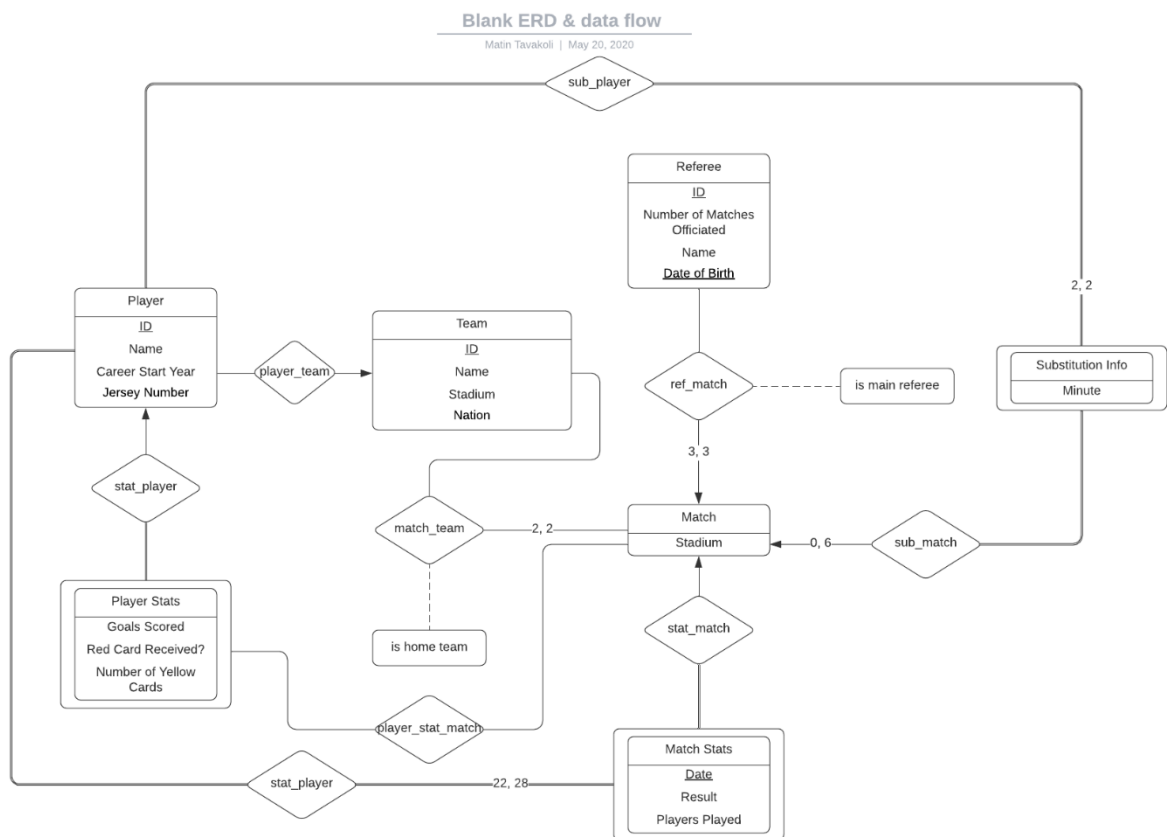 Blank ERD & data flow
Matin Tavakoli | May 20, 2020
sub_player
Referee
ID
Number of Matches
Officiated
Name
Date of Birth
2, 2
Player
ID
Name
Career Start Year
Jersey Number
player_team
Team
ID
Name
Stadium
Nation
ref_match
is main referee
Substitution Info
Minute
3, 3
stat_player
match_team
2, 2
Match
Stadium
0, 6
sub_match
Player Stats
Goals Scored
Red Card Received?
Number of Yellow
Cards
is home team
stat_match
player_stat_match
Match Stats
Date
Result
Players Played
stat_player
22, 28